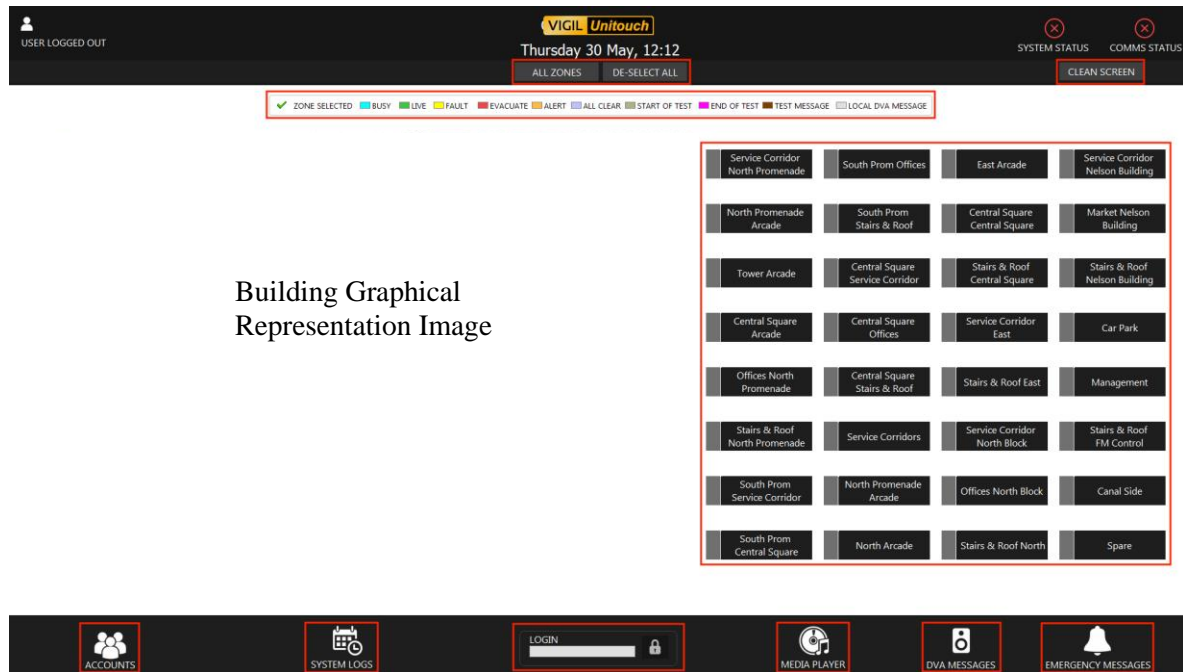 VIGIL Unitouch
USER LOGGED OUT
Thursday 30 May, 12:12
SYSTEM STATUS COMMS STATUS
ALL ZONES DE-SELECT ALL CLEAN SCREEN
ZONE SELECTED BUSY LIVE FAULT EVACUATE ALERT ALL CLEAR START OF TEST END OF TEST TEST MESSAGE LOCAL DVA MESSAGE
Service Corridor North Promenade
South Prom Offices
East Arcade
Service Corridor Nelson Building
North Promenade Arcade
South Prom Stairs & Roof
Central Square Central Square
Market Nelson Building
Tower Arcade
Central Square Service Corridor
Stairs & Roof Central Square
Stairs & Roof Nelson Building
Building Graphical
Representation Image
Central Square Arcade
Central Square Offices
Service Corridor East
Car Park
Offices North Promenade
Central Square Stairs & Roof
Stairs & Roof East
Management
Stairs & Roof North Promenade
Service Corridors
Service Corridor North Block
Stairs & Roof FM Control
South Prom Service Corridor
North Promenade Arcade
Offices North Block
Canal Side
South Prom Central Square
North Arcade
Stairs & Roof North
Spare
ACCOUNTS
SYSTEM LOGS
LOGIN
MEDIA PLAYER
DVA MESSAGES
EMERGENCY MESSAGES